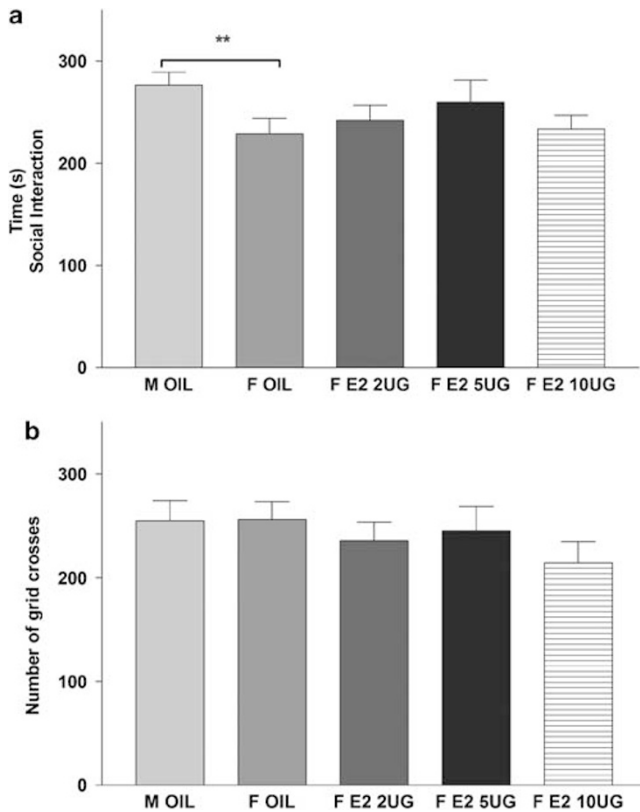 a
**
300
200
100
0
Time (s)
Social Interaction
M OIL F OIL F E2 2UG F E2 5UG F E2 10UG
b
300
200
100
0
Number of grid crosses
M OIL F OIL F E2 2UG F E2 5UG F E2 10UG